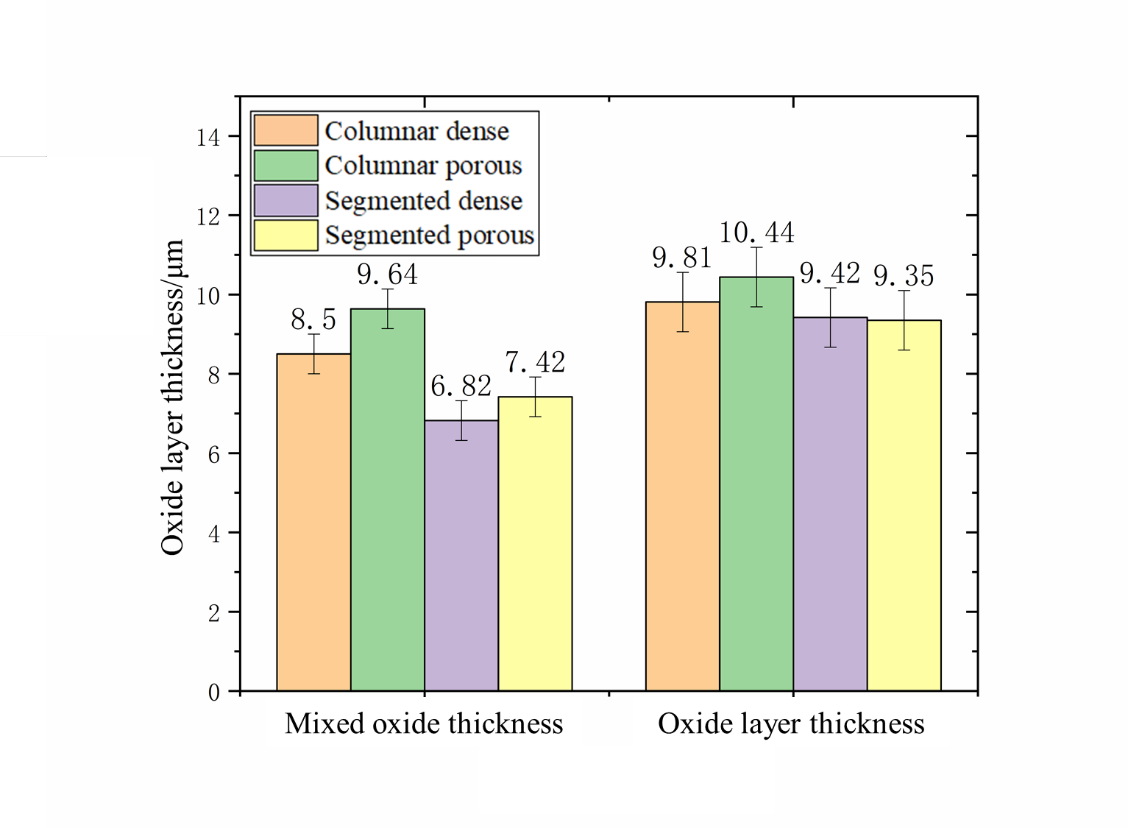 Columnar dense
Columnar porous
Segmented dense
Segmented porous
14
12
10
8
6
4
2
0
Oxide layer thickness/μm
8.5
9.64
6.82
7.42
9.81
10.44
9.42
9.35
Mixed oxide thickness
Oxide layer thickness